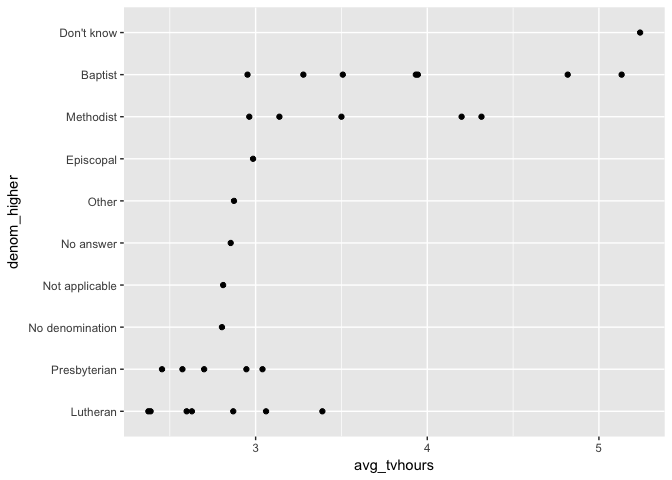 Don't know
Baptist
Methodist
Episcopal
Other
No answer
Not applicable
No denomination
Presbyterian
Lutheran
denom_higher
3 4 5
avg_tvhours